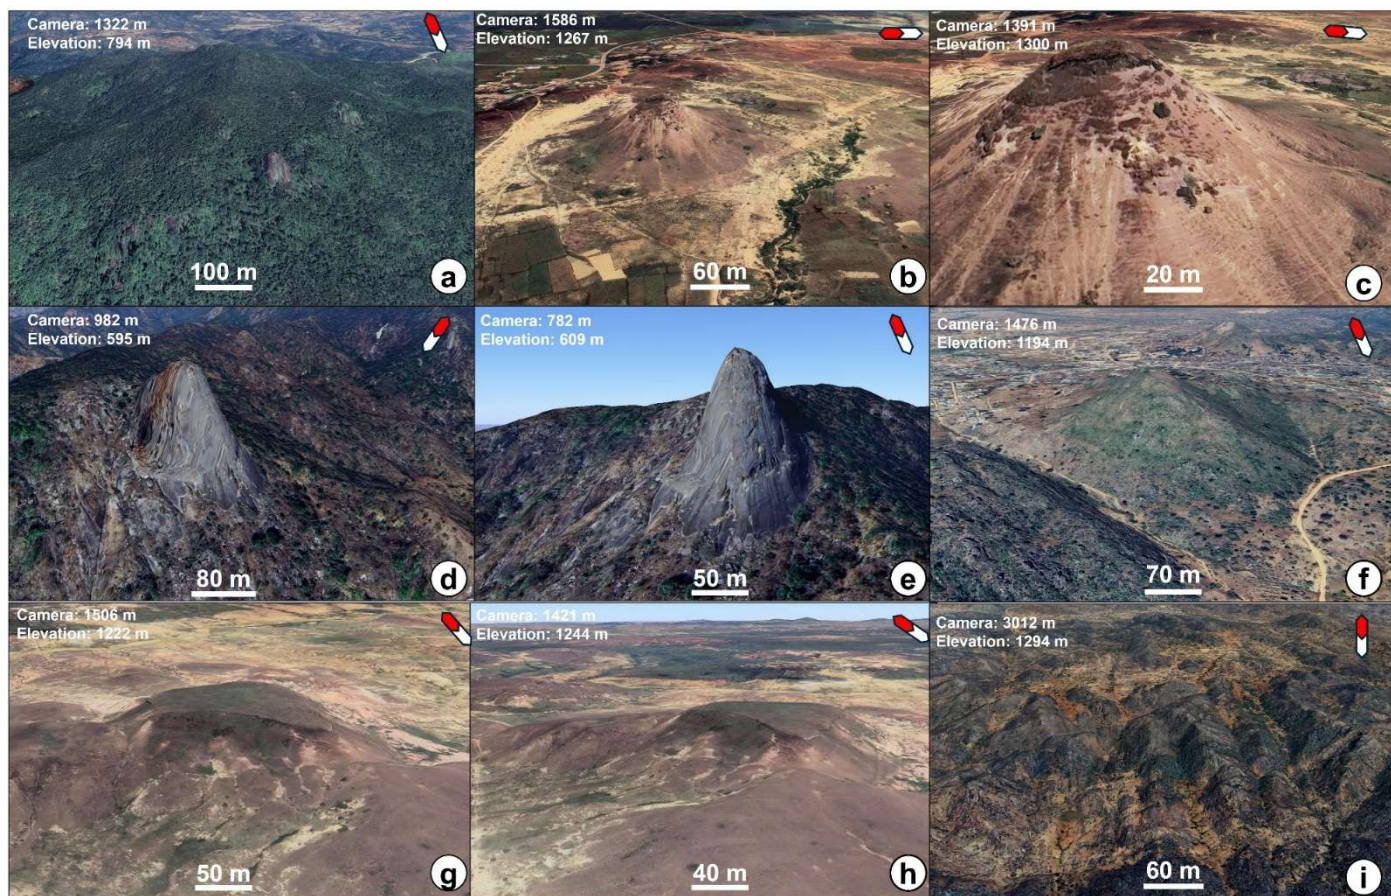 Camera: 1322 m
Elevation: 794 m
100 m
a
Camera: 1586 m
Elevation: 1267 m
60 m
b
Camera: 1391 m
Elevation: 1300 m
20 m
c
Camera: 982 m
Elevation: 595 m
80 m
d
Camera: 782 m
Elevation: 609 m
50 m
e
Camera: 1476 m
Elevation: 1194 m
70 m
f
Camera: 1506 m
Elevation: 1222 m
50 m
g
Camera: 1421 m
Elevation: 1244 m
40 m
h
Camera: 3012 m
Elevation: 1294 m
60 m
i